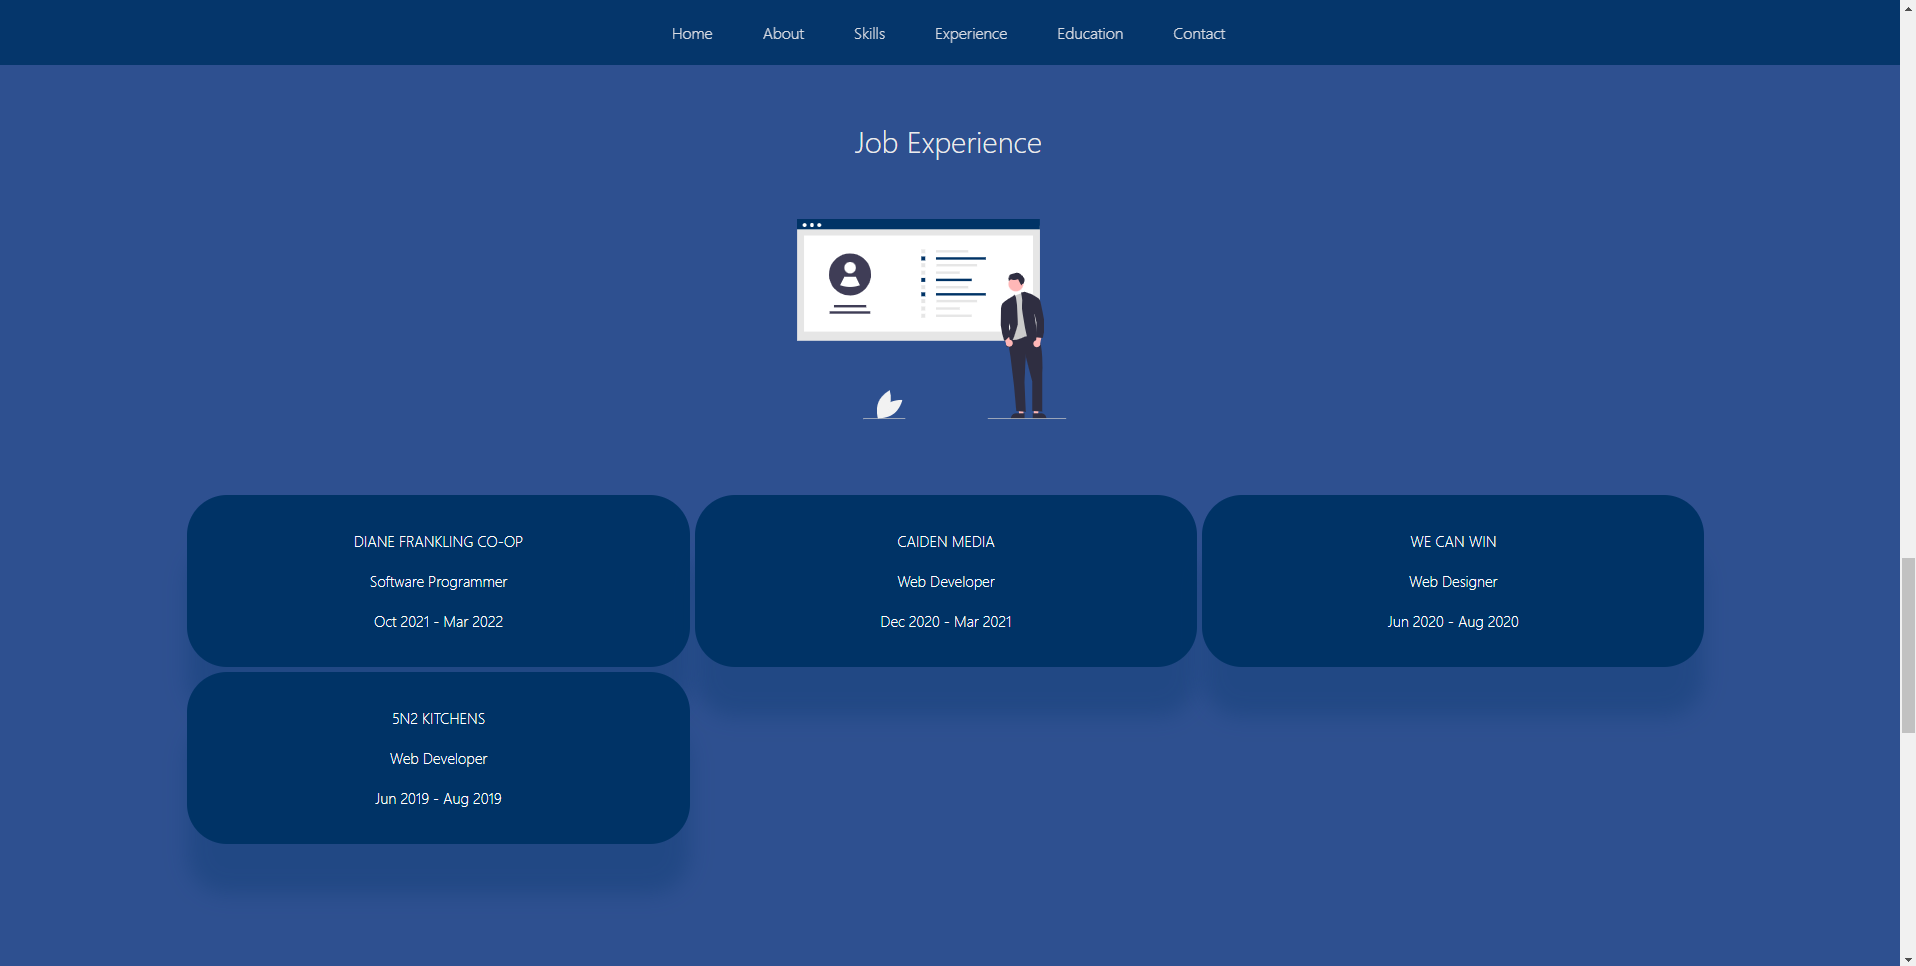 Home About Skills Experience Education Contact
Job Experience
DIANE FRANKLING CO-OP
Software Programmer
Oct 2021 - Mar 2022
CAIDEN MEDIA
Web Developer
Dec 2020 - Mar 2021
WE CAN WIN
Web Designer
Jun 2020 - Aug 2020
5N2 KITCHENS
Web Developer
Jun 2019 - Aug 2019